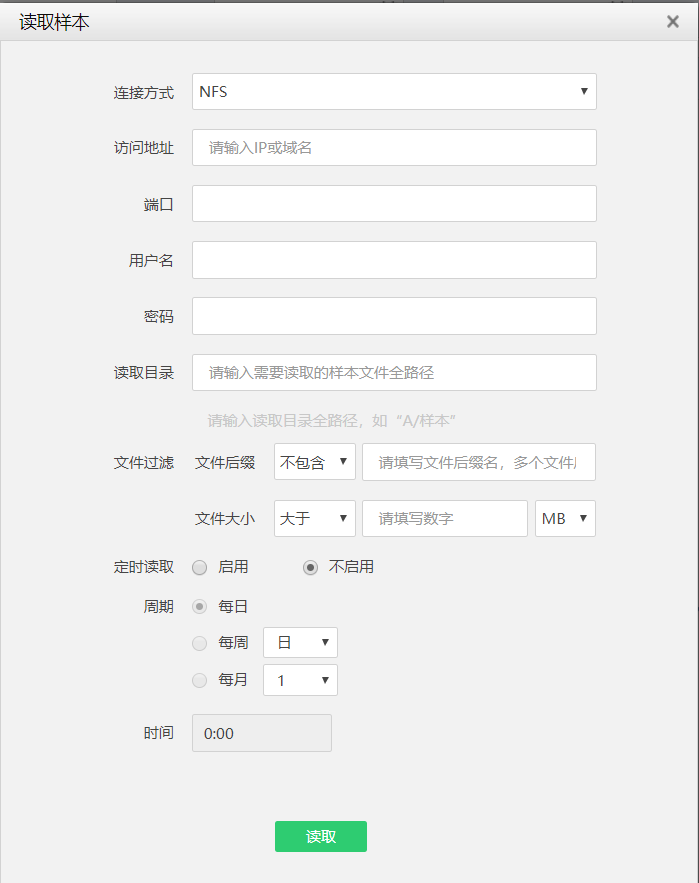 读取样本
连接方式 NFS
访问地址 请输入IP或域名
端口
用户名
密码
读取目录 请输入需要读取的样本文件全路径
请输入读取目录全路径，如“A/样本”
文件过滤 文件后缀 不包含 请填写文件后缀名，多个文件
文件大小 大于 请填写数字 MB
定时读取 启用 不启用
周期 每日
每周 日
每月 1
时间 0:00
读取